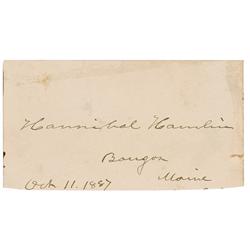 Hannibal Hamlin
Bangor
Maine
Oct 11. 1887